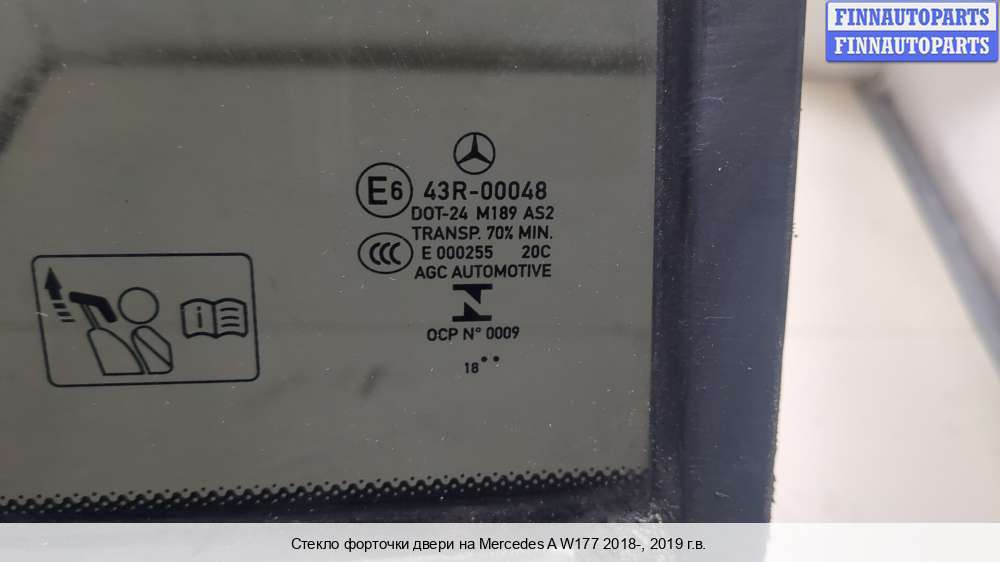 FINNAUTOPARTS
FINNAUTOPARTS
E6 43R-00048
DOT-24 M189 AS2
TRANSP. 70% MIN.
CCC E 000255 20C
AGC AUTOMOTIVE
OCP N° 0009
18
i
Стекло форточки двери на Mercedes A W177 2018-, 2019 г.в.